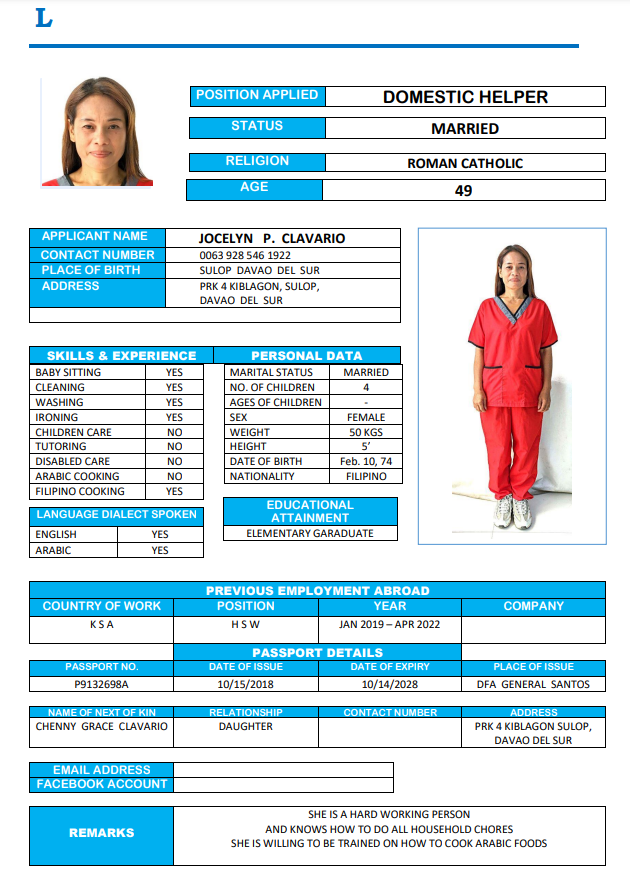 L
POSITION APPLIED DOMESTIC HELPER
STATUS MARRIED
RELIGION ROMAN CATHOLIC
AGE 49
APPLICANT NAME JOCELYN P. CLAVARIO
CONTACT NUMBER 0063 928 546 1922
PLACE OF BIRTH SULOP DAVAO DEL SUR
ADDRESS PRK 4 KIBLAGON, SULOP,
DAVAO DEL SUR
SKILLS & EXPERIENCE PERSONAL DATA
BABY SITTING YES MARITAL STATUS MARRIED
CLEANING YES NO. OF CHILDREN 4
WASHING YES AGES OF CHILDREN -
IRONING YES SEX FEMALE
CHILDREN CARE NO WEIGHT 50 KGS
TUTORING NO HEIGHT 5’
DISABLED CARE NO DATE OF BIRTH Feb. 10, 74
ARABIC COOKING NO NATIONALITY FILIPINO
FILIPINO COOKING YES
LANGUAGE DIALECT SPOKEN
ENGLISH YES
ARABIC YES
EDUCATIONAL
ATTAINMENT
ELEMENTARY GARADUATE
PREVIOUS EMPLOYMENT ABROAD
COUNTRY OF WORK POSITION YEAR COMPANY
K S A H S W JAN 2019 – APR 2022
PASSPORT DETAILS
PASSPORT NO. DATE OF ISSUE DATE OF EXPIRY PLACE OF ISSUE
P9132698A 10/15/2018 10/14/2028 DFA GENERAL SANTOS
NAME OF NEXT OF KIN RELATIONSHIP CONTACT NUMBER ADDRESS
CHENNY GRACE CLAVARIO DAUGHTER PRK 4 KIBLAGON SULOP,
DAVAO DEL SUR
EMAIL ADDRESS
FACEBOOK ACCOUNT
REMARKS
SHE IS A HARD WORKING PERSON
AND KNOWS HOW TO DO ALL HOUSEHOLD CHORES
SHE IS WILLING TO BE TRAINED ON HOW TO COOK ARABIC FOODS